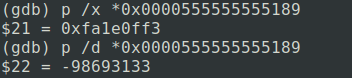 (gdb) p /x *0x0000555555555189
$21 = 0xfa1e0ff3
(gdb) p /d *0x0000555555555189
$22 = -98693133